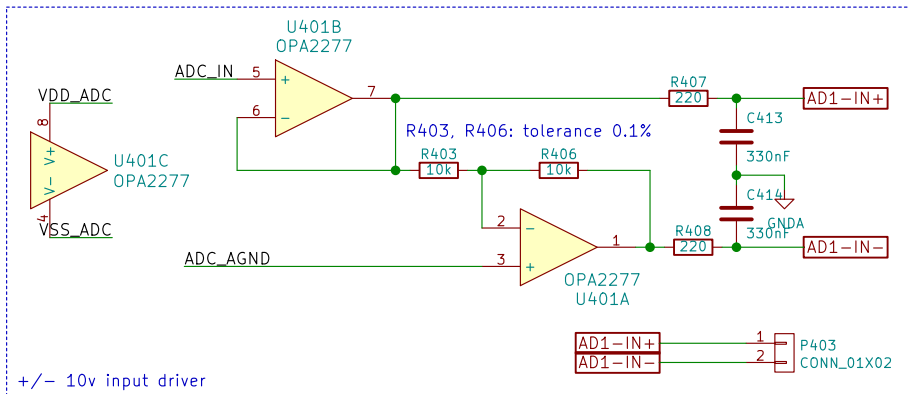 U401B
OPA2277
ADC_IN
5
+
6
−
7
VDD_ADC
8
V+
V−
4
VSS_ADC
U401C
OPA2277
R407
220
AD1-IN+
C413
330nF
R403, R406: tolerance 0.1%
R403
10k
R406
10k
C414
330nF
GNDA
2
−
3
+
1
ADC_AGND
R408
220
AD1-IN-
OPA2277
U401A
AD1-IN+
AD1-IN-
1
2
P403
CONN_01X02
+/- 10v input driver